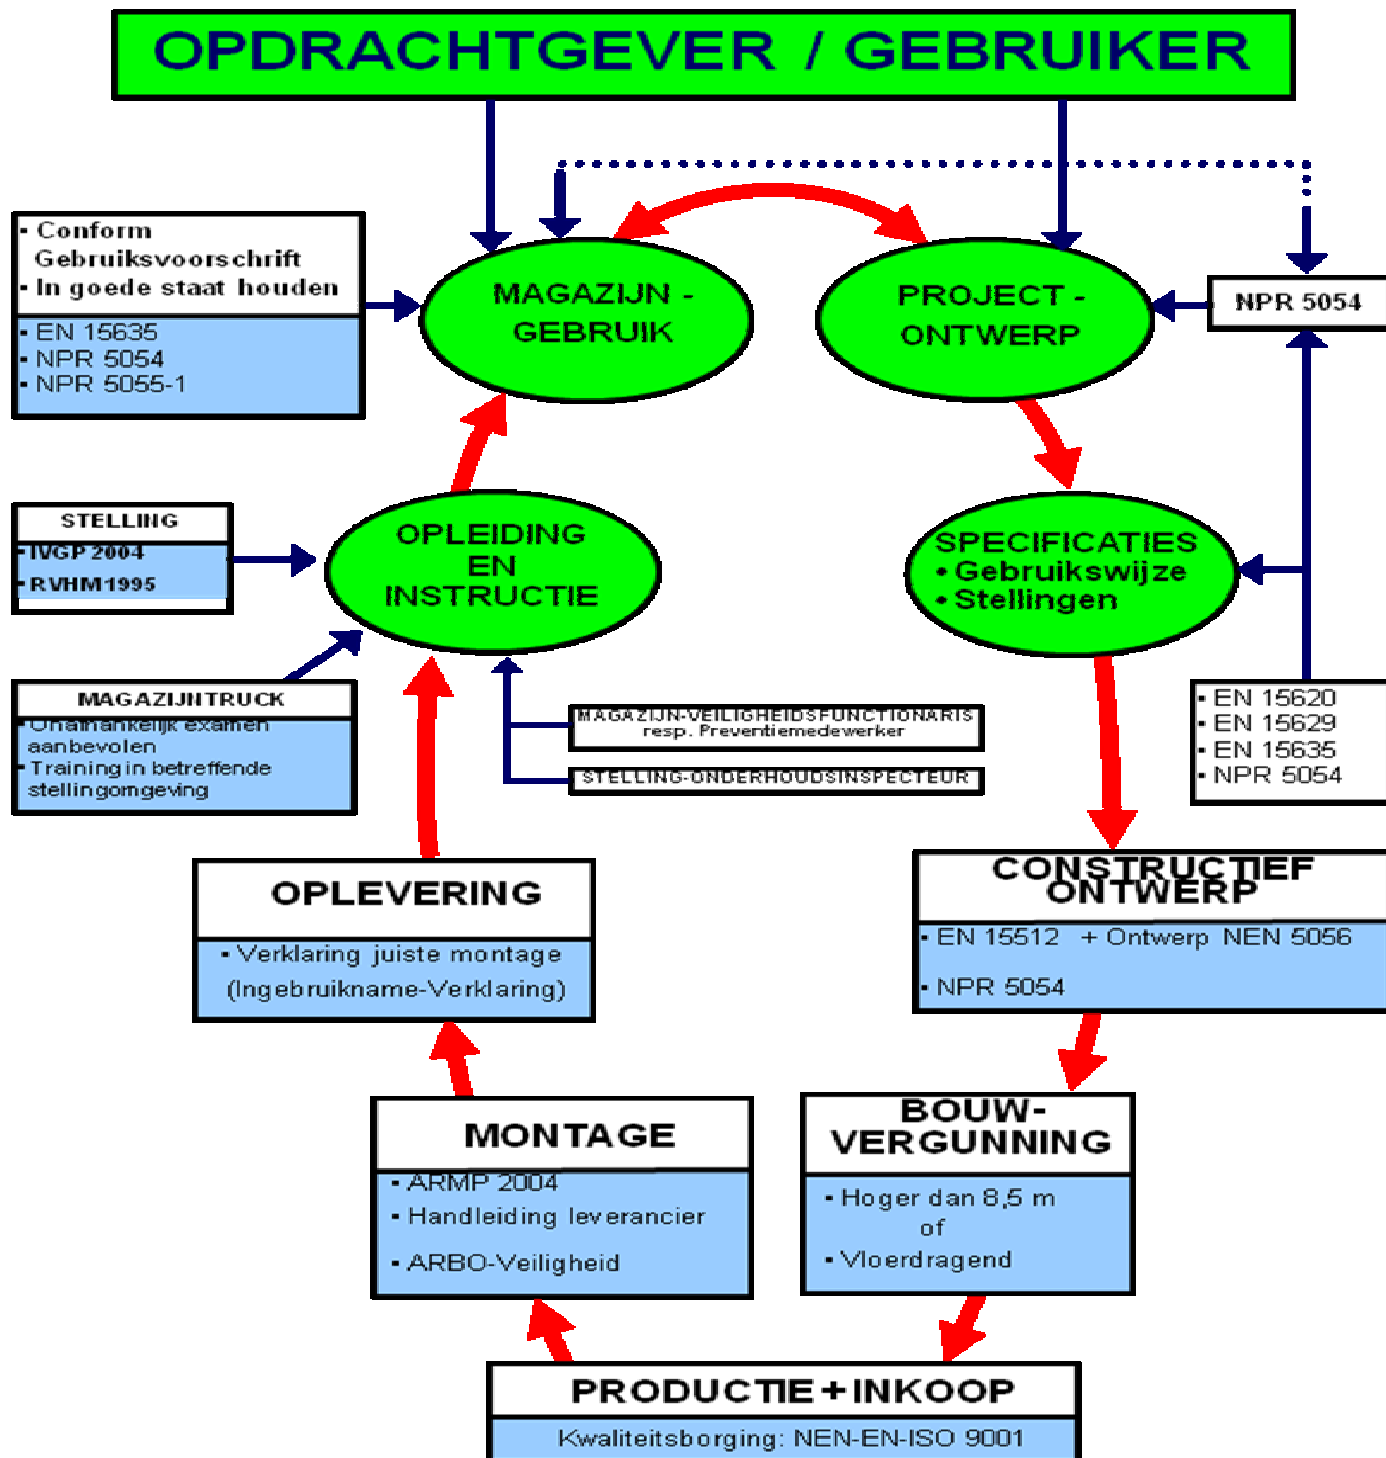 OPDRACHTGEVER / GEBRUIKER
▪ Conform
Gebruiksvoorschrift
▪ In goede staat houden
▪ EN 15635
▪ NPR 5054
▪ NPR 5055-1
MAGAZIJN -
GEBRUIK
PROJECT -
ONTWERP
NPR 5054
STELLING
▪ IVGP 2004
▪ RVHM1995
OPLEIDING
EN
INSTRUCTIE
SPECIFICATIES
• Gebruikswijze
• Stellingen
MAGAZIJNTRUCK
▪ Onafhankelijk examen
aanbevolen
▪ Training in betreffende
stellingomgeving
MAGAZIJN-VEILIGHEIDSFUNCTIONARIS
resp. Preventiemedewerker
STELLING-ONDERHOUDSINSPECTEUR
▪ EN 15620
▪ EN 15629
▪ EN 15635
▪ NPR 5054
OPLEVERING
▪ Verklaring juiste montage
(Ingebruikname-Verklaring)
CONSTRUCTIEF
ONTWERP
▪ EN 15512 + Ontwerp NEN 5056
▪ NPR 5054
MONTAGE
▪ ARMP 2004
▪ Handleiding leverancier
▪ ARBO-Veiligheid
BOUW-
VERGUNNING
▪ Hoger dan 8,5 m
of
▪ Vloerdragend
PRODUCTIE+INKOOP
Kwaliteitsborging: NEN-EN-ISO 9001